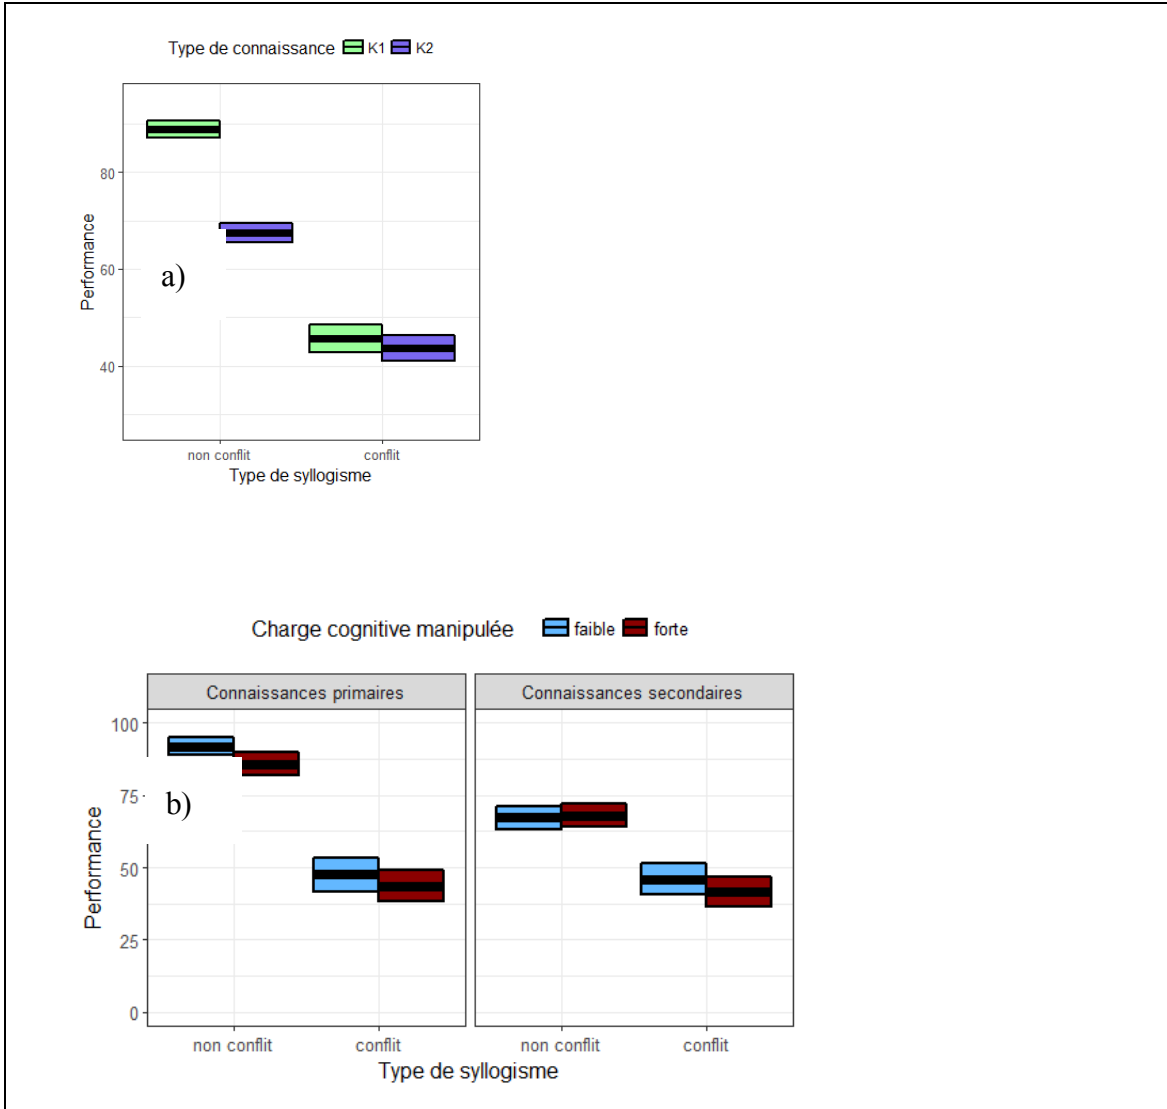 Type de connaissance K1 K2
80
60
40
Performance
a)
non conflit conflit
Type de syllogisme
Charge cognitive manipulée faible forte
Connaissances primaires Connaissances secondaires
100
75
50
25
0
Performance
b)
non conflit conflit non conflit conflit
Type de syllogisme